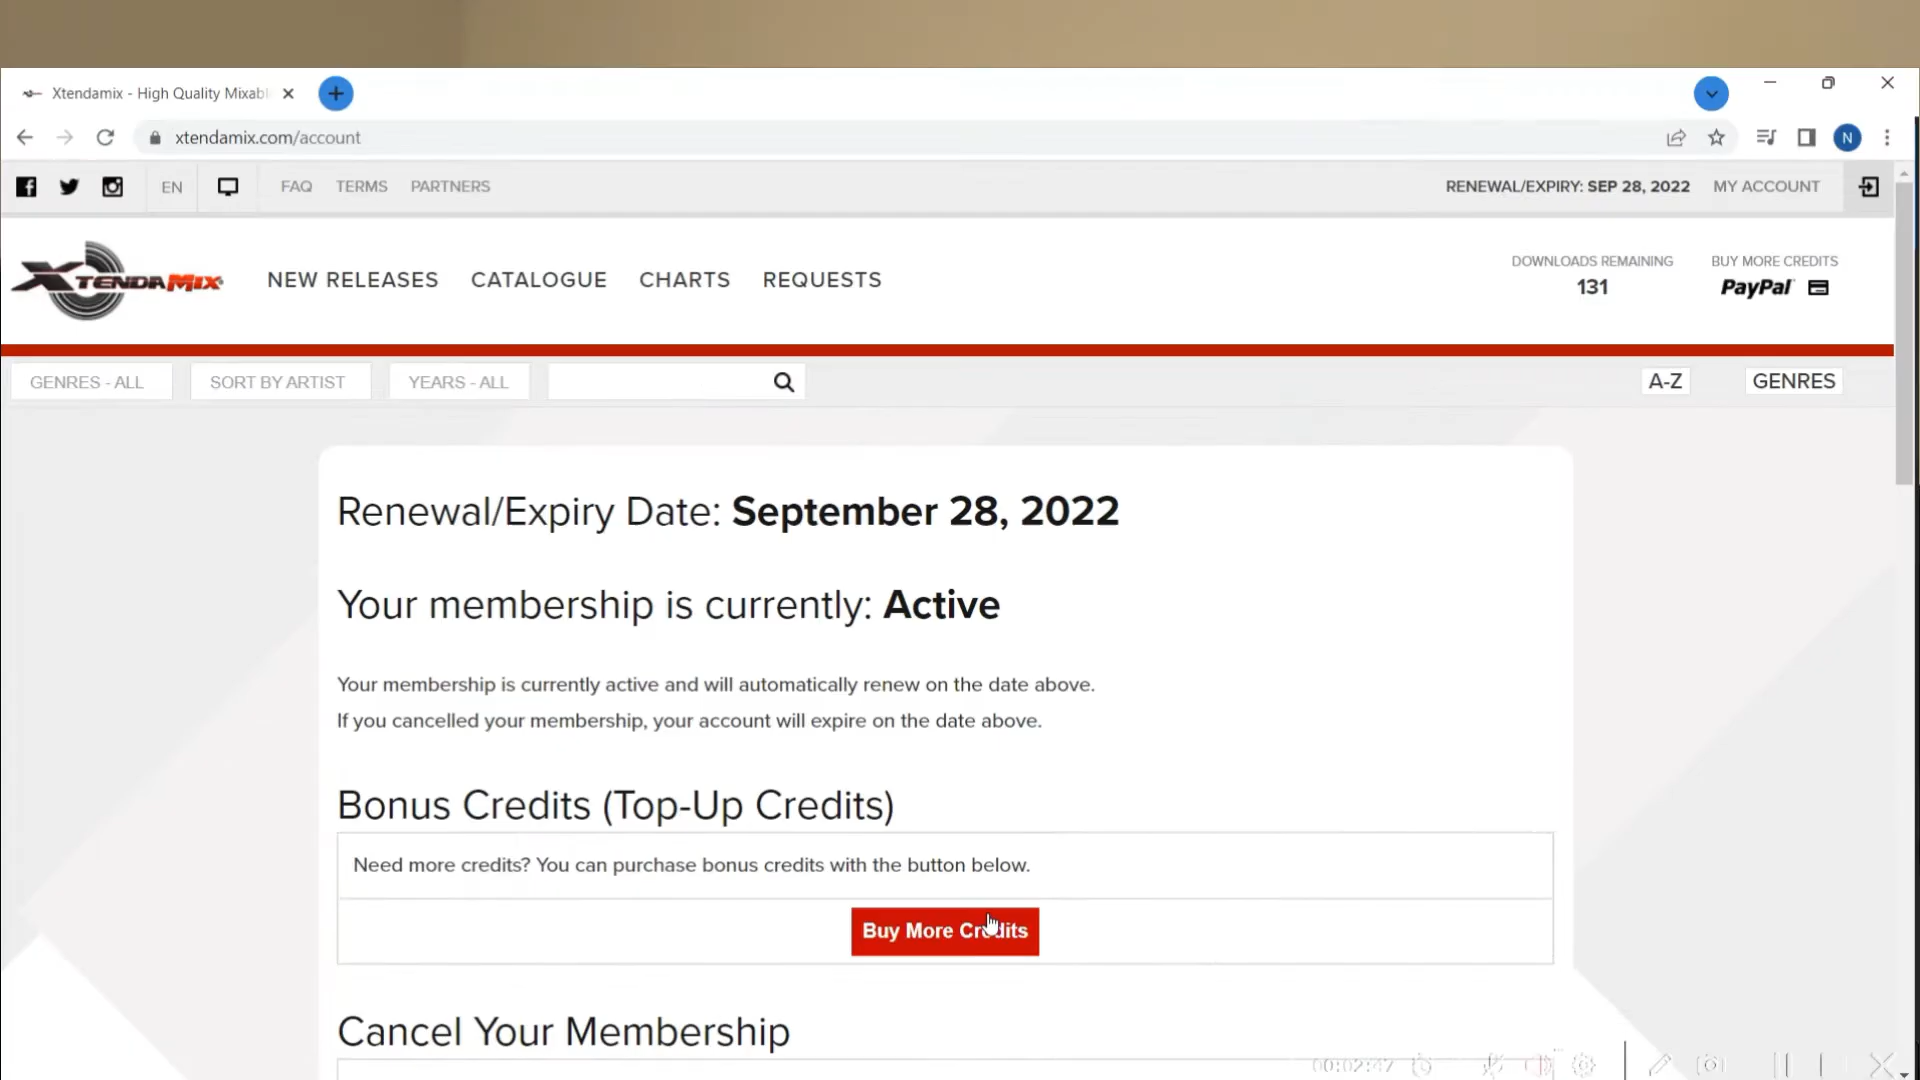 Xtendamix - High Quality Mixabl
xtendamix.com/account
N
EN
FAQ
TERMS
PARTNERS
RENEWAL/EXPIRY: SEP 28, 2022
MY ACCOUNT
XTENDAMIX
NEW RELEASES
CATALOGUE
CHARTS
REQUESTS
DOWNLOADS REMAINING
131
BUY MORE CREDITS
PayPal
GENRES - ALL
SORT BY ARTIST
YEARS - ALL
A-Z
GENRES
Renewal/Expiry Date: September 28, 2022
Your membership is currently: Active
Your membership is currently active and will automatically renew on the date above.
If you cancelled your membership, your account will expire on the date above.
Bonus Credits (Top-Up Credits)
Need more credits? You can purchase bonus credits with the button below.
Buy More Credits
Cancel Your Membership
00:02:47